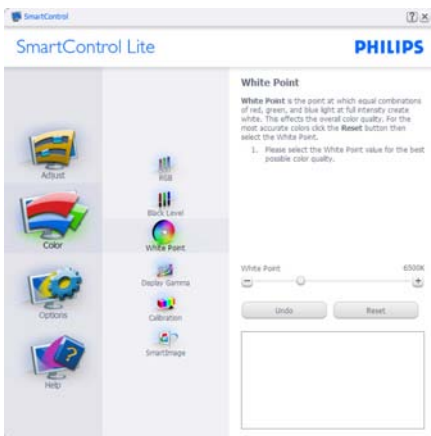 SmartControl
SmartControl Lite
PHILIPS
Adjust
Color
Options
Help
RGB
Black Level
White Point
Display Gamma
Calibration
SmartImage
White Point
White Point is the point at which equal combinations
of red, green, and blue light at full intensity create
white. This effects the overall color quality. For the
most accurate colors click the Reset button then
select the White Point.
1. Please select the White Point value for the best
possible color quality.
White Point 6500K
Undo Reset